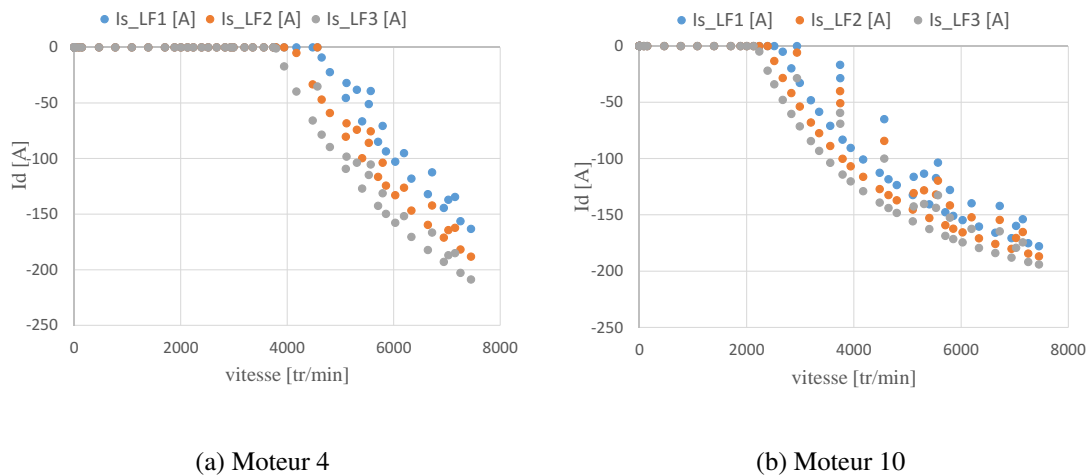 Is_LF1 [A] Is_LF2 [A] Is_LF3 [A]
0
-50
-100
-150
-200
-250
Id [A]
0 2000 4000 6000 8000
vitesse [tr/min]
(a) Moteur 4
Is_LF1 [A] Is_LF2 [A] Is_LF3 [A]
0
-50
-100
-150
-200
-250
Id [A]
0 2000 4000 6000 8000
vitesse [tr/min]
(b) Moteur 10